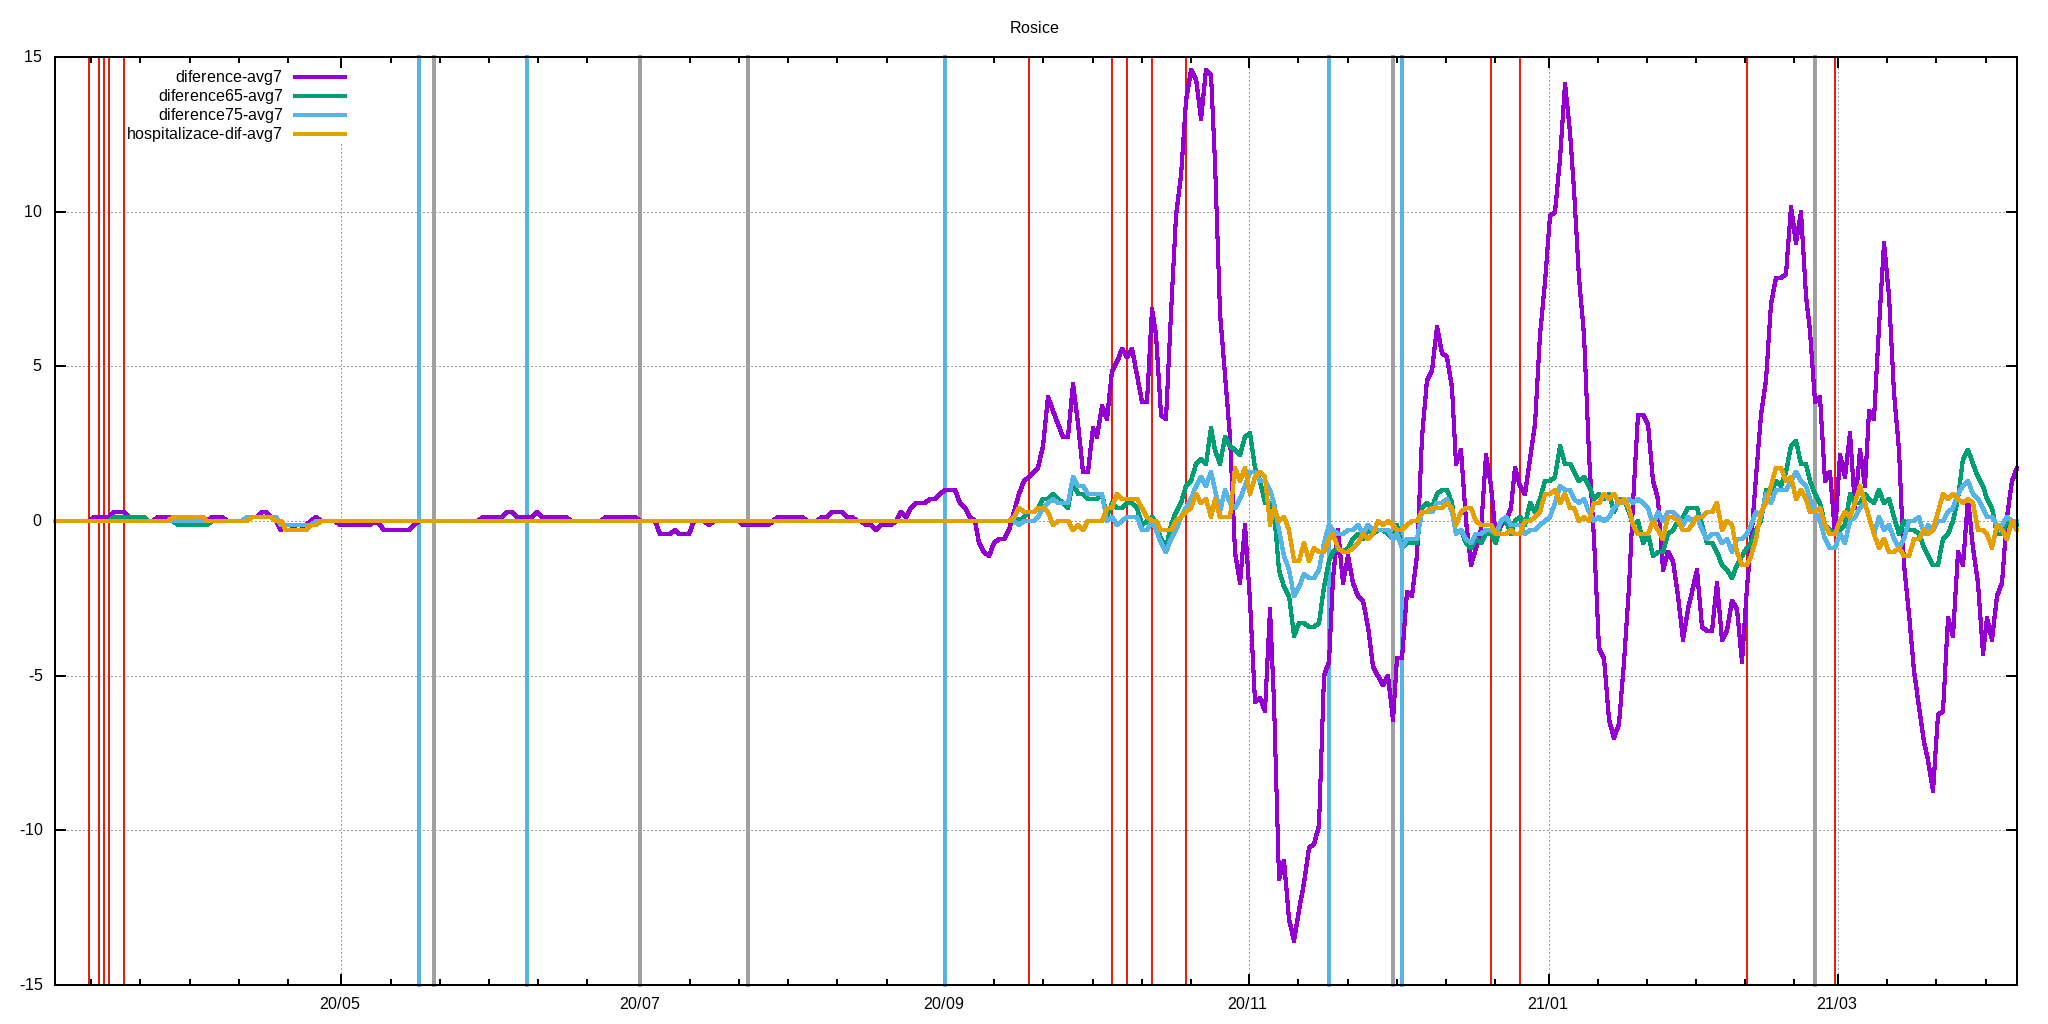 Rosice
15
diference-avg7
diference65-avg7
diference75-avg7
hospitalizace-dif-avg7
10
5
0
-5
-10
-15
20/05 20/07 20/09 20/11 21/01 21/03